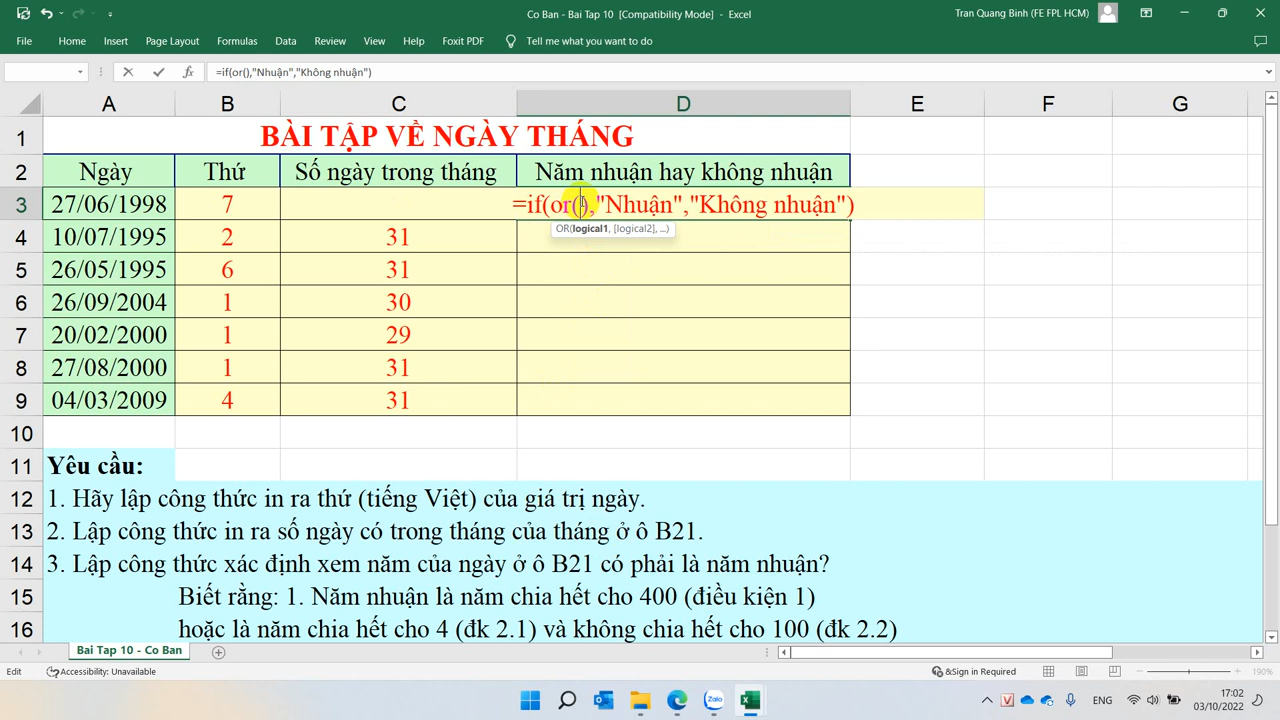 Co Ban - Bai Tap 10 [Compatibility Mode] - Excel
Tran Quang Binh (FE FPL HCM)
File Home Insert Page Layout Formulas Data Review View Help Foxit PDF Tell me what you want to do
fx =if(or(),"Nhuận","Không nhuận")
A B C D E F G
1 BÀI TẬP VỀ NGÀY THÁNG
2 Ngày Thứ Số ngày trong tháng Năm nhuận hay không nhuận
3 27/06/1998 7 =if(or(),"Nhuận","Không nhuận")
OR(logical1, [logical2], ...)
4 10/07/1995 2 31
5 26/05/1995 6 31
6 26/09/2004 1 30
7 20/02/2000 1 29
8 27/08/2000 1 31
9 04/03/2009 4 31
10
11 Yêu cầu:
12 1. Hãy lập công thức in ra thứ (tiếng Việt) của giá trị ngày.
13 2. Lập công thức in ra số ngày có trong tháng của tháng ở ô B21.
14 3. Lập công thức xác định xem năm của ngày ở ô B21 có phải là năm nhuận?
15 Biết rằng: 1. Năm nhuận là năm chia hết cho 400 (điều kiện 1)
16 hoặc là năm chia hết cho 4 (đk 2.1) và không chia hết cho 100 (đk 2.2)
Bai Tap 10 - Co Ban
Edit Accessibility: Unavailable &Sign in Required 190%
Zalo ENG 17:02
03/10/2022